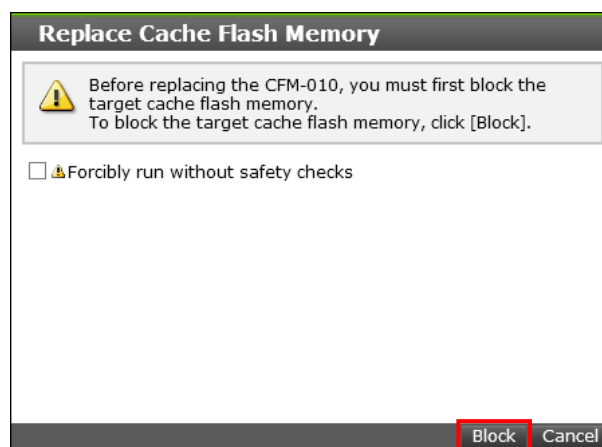 Replace Cache Flash Memory
Before replacing the CFM-010, you must first block the
target cache flash memory.
To block the target cache flash memory, click [Block].
Forcibly run without safety checks
Block Cancel